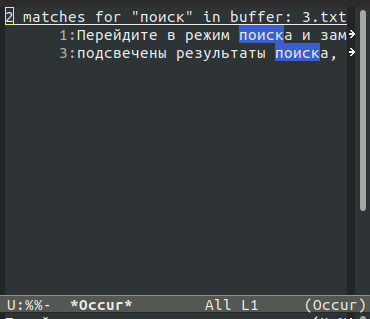 2 matches for "поиск" in buffer: 3.txt
1:Перейдите в режим поиска и зам
3:подсвечены результаты поиска,
U:%%-  *Occur*        All L1     (Occur)